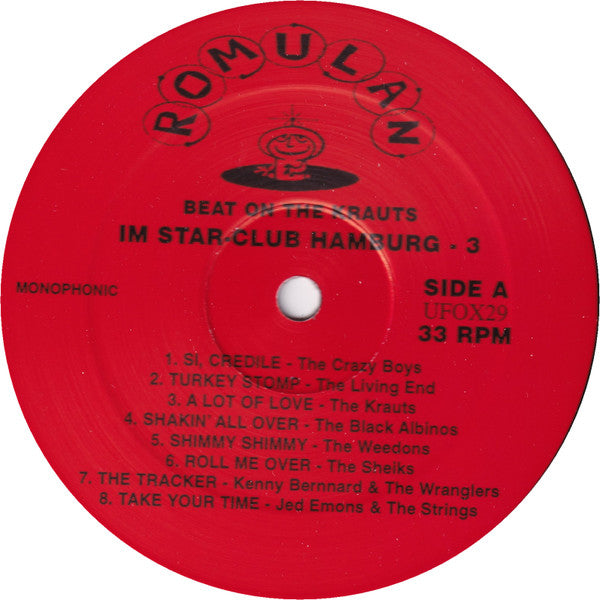 ROMULAN
BEAT ON THE KRAUTS
IM STAR-CLUB HAMBURG - 3
MONOPHONIC
SIDE A
UFOX29
33 RPM
1. SI, CREDILE - The Crazy Boys
2. TURKEY STOMP - The Living End
3. A LOT OF LOVE - The Krauts
4. SHAKIN' ALL OVER - The Black Albinos
5. SHIMMY SHIMMY - The Weedons
6. ROLL ME OVER - The Sheiks
7. THE TRACKER - Kenny Bernnard & The Wranglers
8. TAKE YOUR TIME - Jed Emons & The Strings